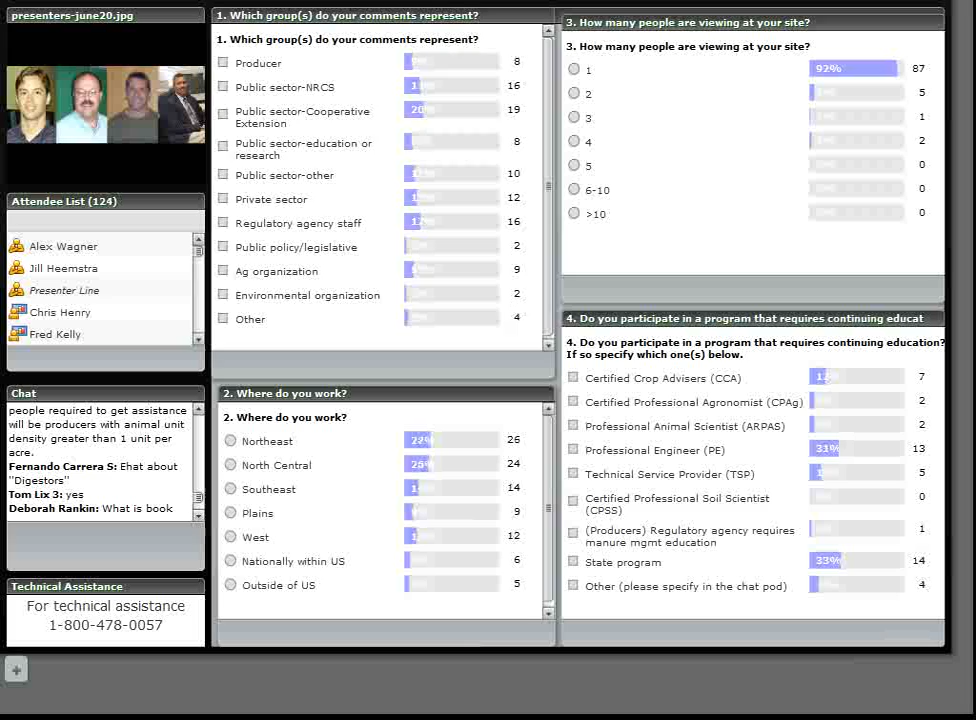 presenters-june20.jpg
Attendee List (124)
Alex Wagner
Jill Heemstra
Presenter Line
Chris Henry
Fred Kelly
Chat
people required to get assistance
will be producers with animal unit
density greater than 1 unit per
acre.
Fernando Carrera S: Ehat about
"Digestors"
Tom Lix 3: yes
Deborah Rankin: What is book
Technical Assistance
For technical assistance
1-800-478-0057
1. Which group(s) do your comments represent?
1. Which group(s) do your comments represent?
Producer 8
Public sector-NRCS 16
Public sector-Cooperative
Extension 19
Public sector-education or
research 8
Public sector-other 10
Private sector 12
Regulatory agency staff 16
Public policy/legislative 2
Ag organization 9
Environmental organization 2
Other 4
2. Where do you work?
2. Where do you work?
Northeast 26
North Central 24
Southeast 14
Plains 9
West 12
Nationally within US 6
Outside of US 5
3. How many people are viewing at your site?
3. How many people are viewing at your site?
1 92% 87
2 5
3 1
4 2
5 0
6-10 0
>10 0
4. Do you participate in a program that requires continuing educat
4. Do you participate in a program that requires continuing education?
If so specify which one(s) below.
Certified Crop Advisers (CCA) 7
Certified Professional Agronomist (CPAg) 2
Professional Animal Scientist (ARPAS) 2
Professional Engineer (PE) 31% 13
Technical Service Provider (TSP) 5
Certified Professional Soil Scientist
(CPSS) 0
(Producers) Regulatory agency requires
manure mgmt education 1
State program 33% 14
Other (please specify in the chat pod) 4